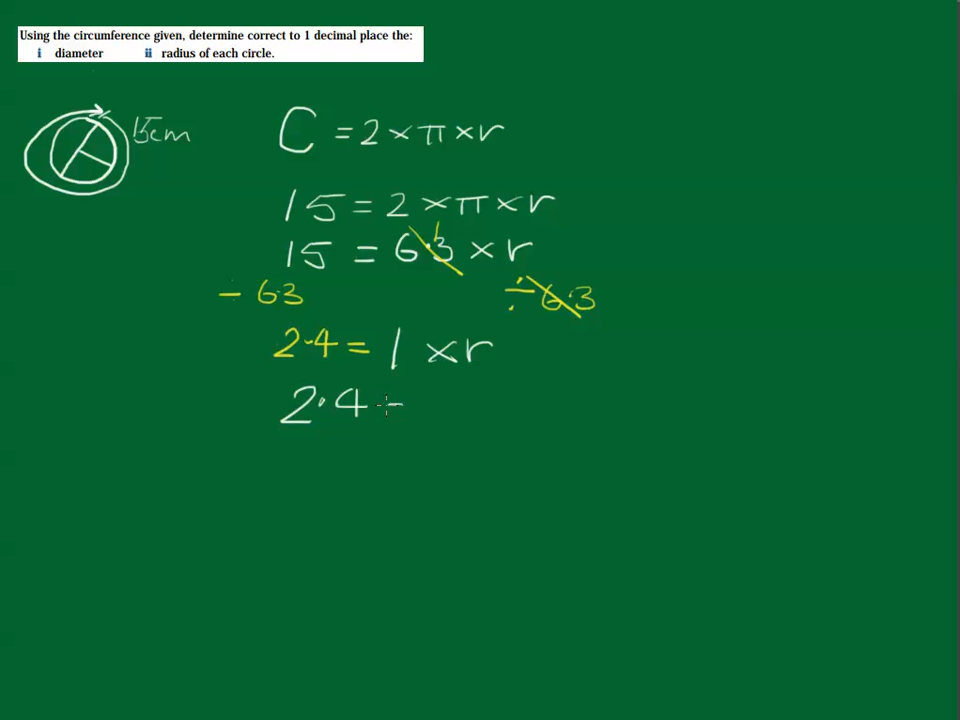 Using the circumference given, determine correct to 1 decimal place the:
i diameter ii radius of each circle.
15cm
C = 2 × π × r
15 = 2 × π × r
1
15 = 6.3 × r
– 6.3 ÷ 6.3
2.4 = 1 × r
2.4